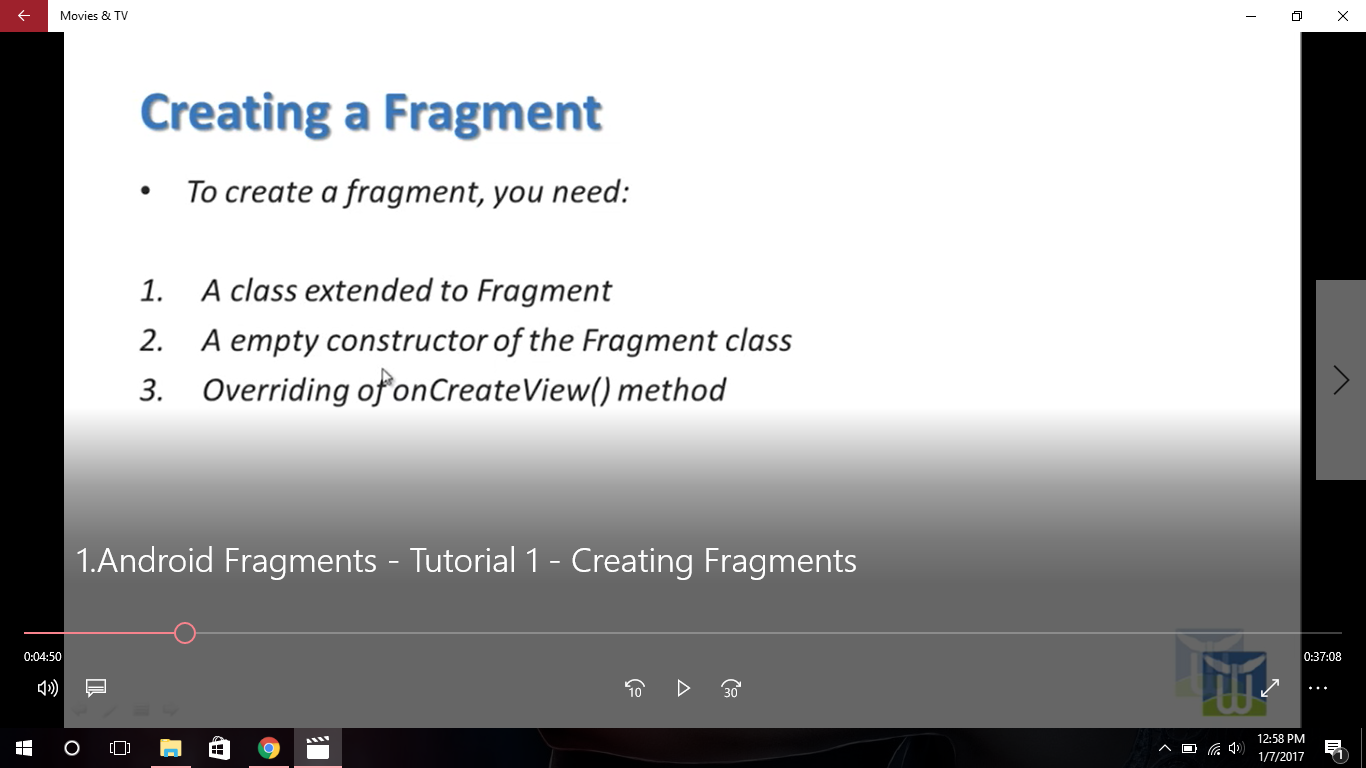 Movies & TV
Creating a Fragment
• To create a fragment, you need:
1. A class extended to Fragment
2. A empty constructor of the Fragment class
3. Overriding of onCreateView() method
1.Android Fragments - Tutorial 1 - Creating Fragments
0:04:50
0:37:08
10
30
W
12:58 PM
1/7/2017
1